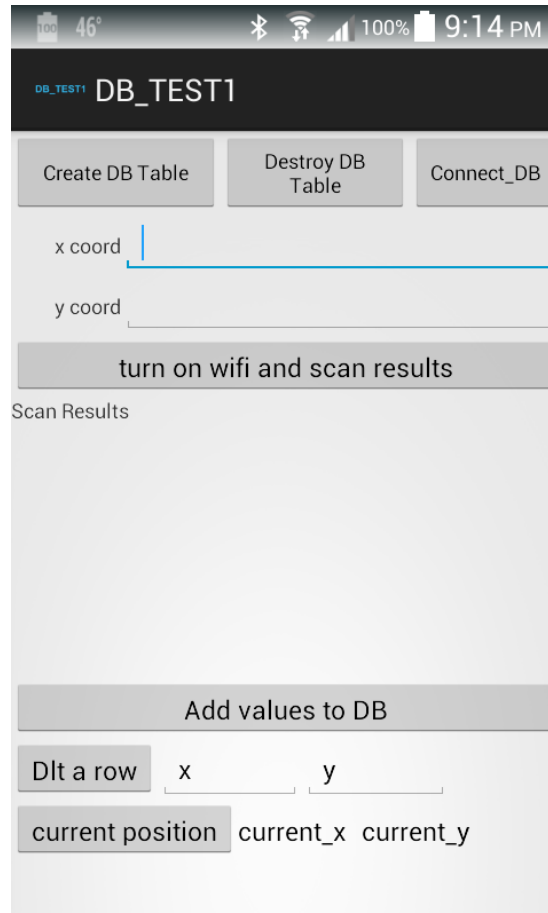 100 46° 100% 9:14 PM
DB_TEST1 DB_TEST1
Create DB Table
Destroy DB
Table
Connect_DB
x coord
y coord
turn on wifi and scan results
Scan Results
Add values to DB
Dlt a row x y
current position current_x current_y